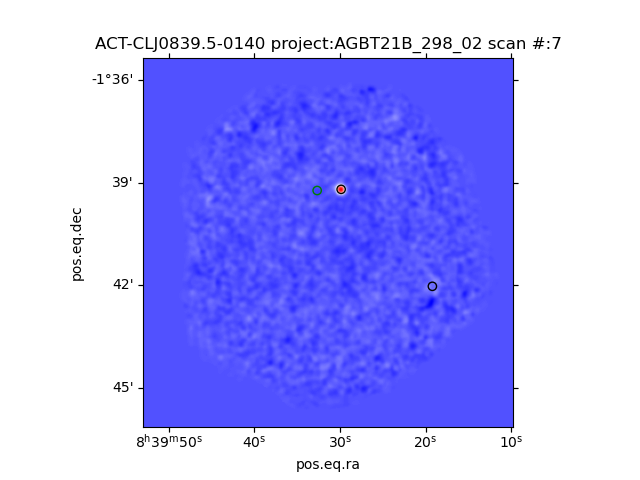 ACT-CLJ0839.5-0140 project:AGBT21B_298_02 scan #:7
-1°36'
39'
42'
45'
pos.eq.dec
8ʰ39ᵐ50ˢ 40ˢ 30ˢ 20ˢ 10ˢ
pos.eq.ra